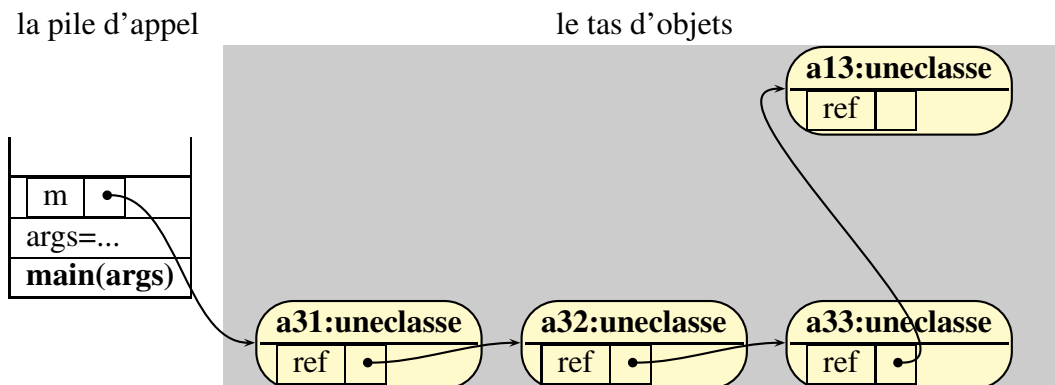 la pile d'appel
le tas d'objets
a13:uneclasse
ref
m
args=...
main(args)
a31:uneclasse
ref
a32:uneclasse
ref
a33:uneclasse
ref